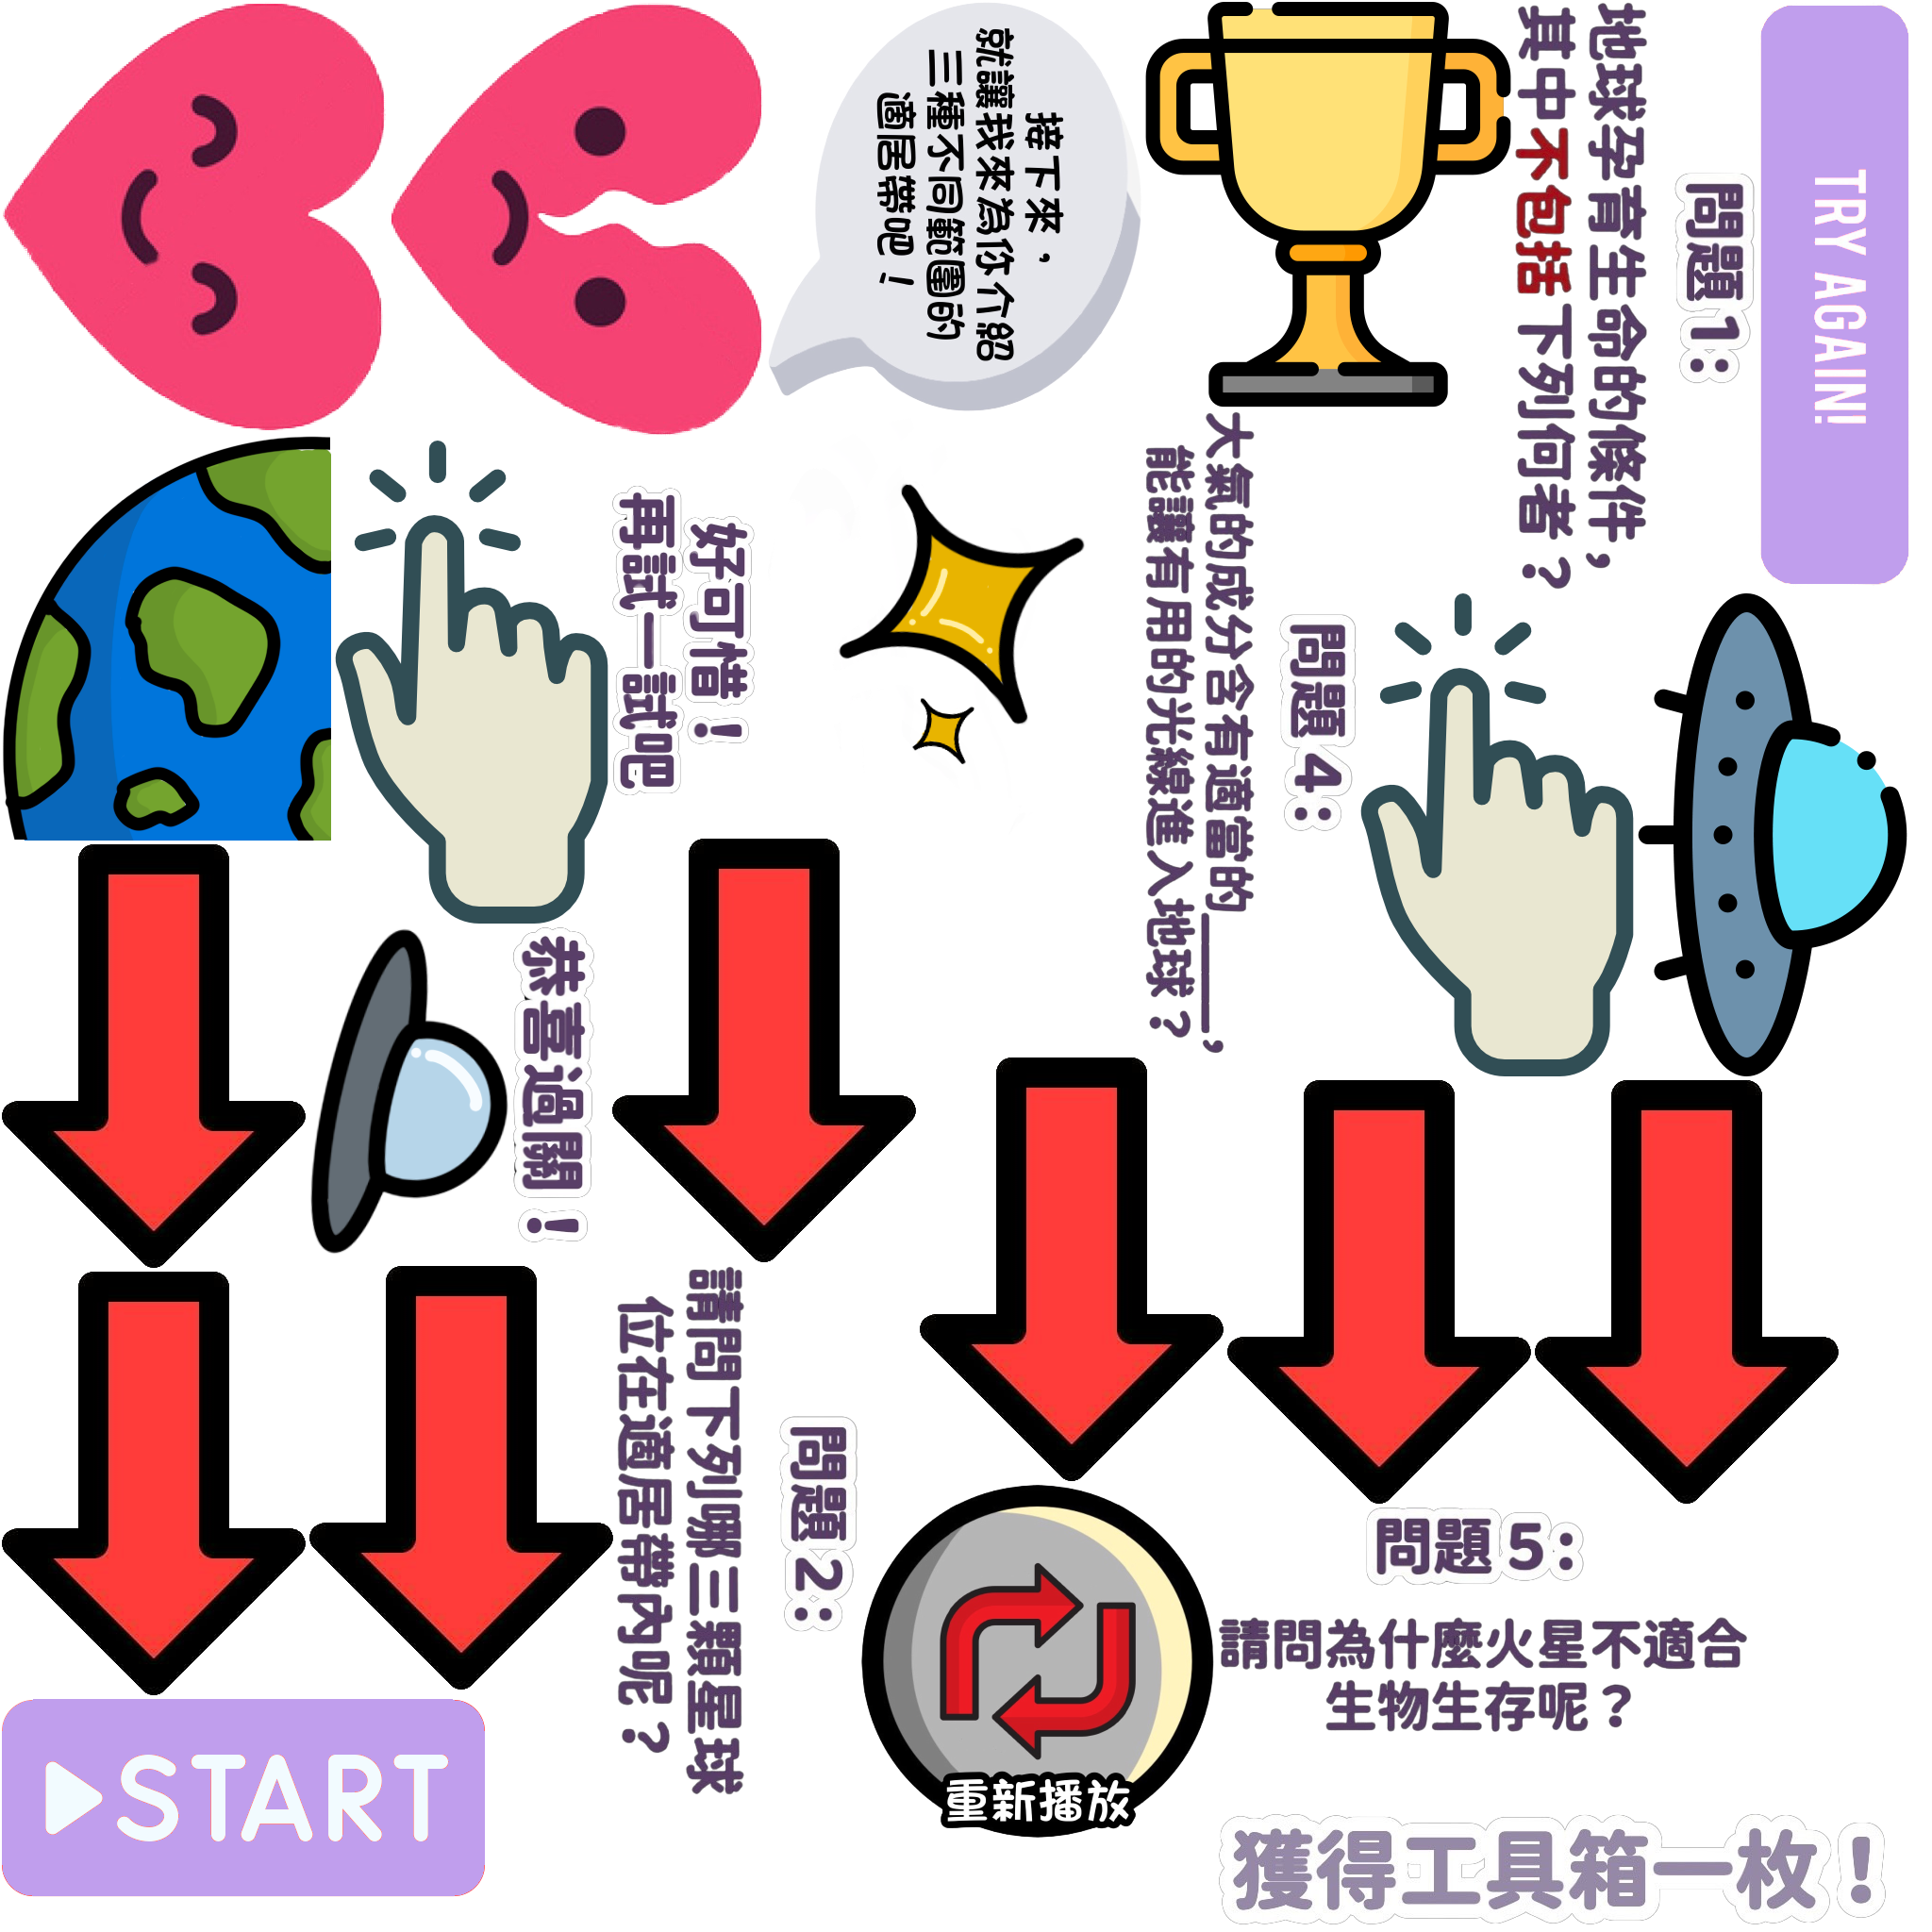 接下來，
就讓我來為你介紹
三種不同範圍的
適居帶吧！
TRY AGAIN!
問題1:
地球孕育生命的條件，
其中不包括下列何者？
好可惜！
再試一試吧
問題4:
大氣的成分含有適當的______，
能讓有用的光線進入地球？
恭喜過關！
問題2:
請問下列哪三顆星球
位在適居帶內呢？
問題5:
請問為什麼火星不適合
生物生存呢？
START
重新播放
獲得工具箱一枚！